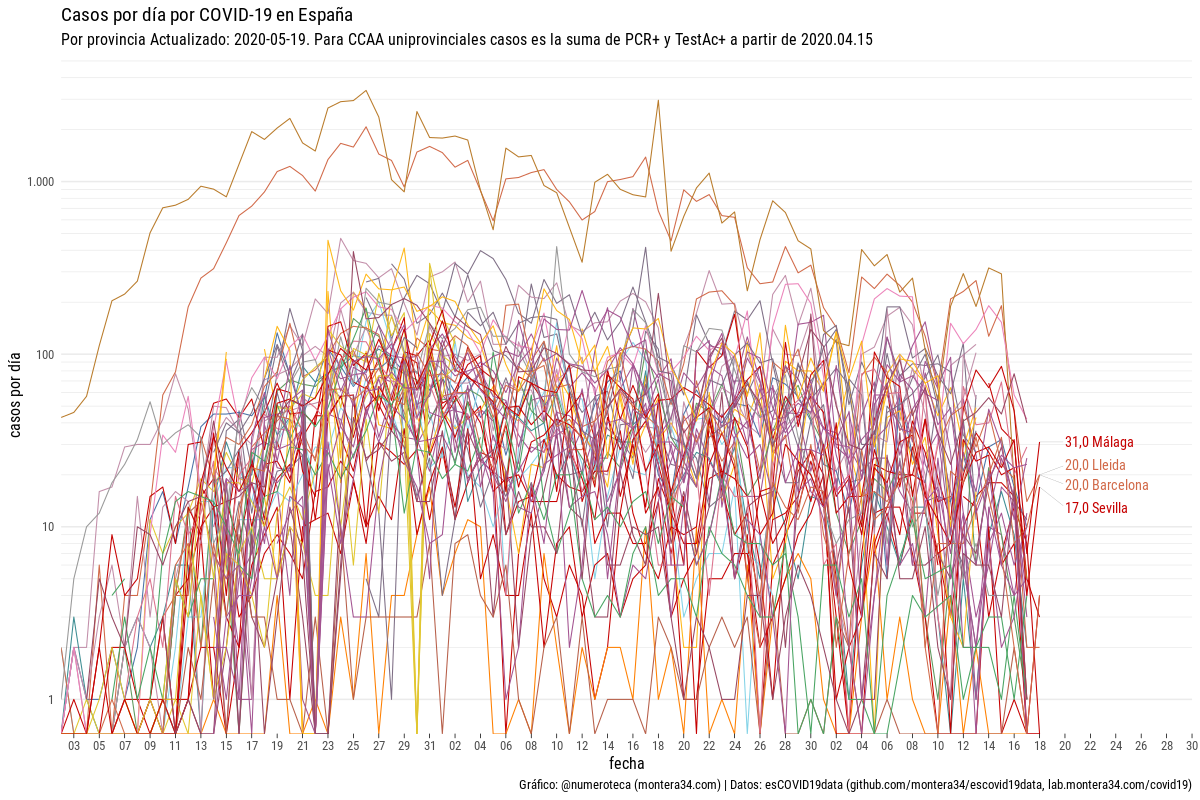 Casos por día por COVID-19 en España
Por provincia Actualizado: 2020-05-19. Para CCAA uniprovinciales casos es la suma de PCR+ y TestAc+ a partir de 2020.04.15
casos por día
1.000
100
10
1
31,0 Málaga
20,0 Lleida
20,0 Barcelona
17,0 Sevilla
03 05 07 09 11 13 15 17 19 21 23 25 27 29 31 02 04 06 08 10 12 14 16 18 20 22 24 26 28 30 02 04 06 08 10 12 14 16 18 20 22 24 26 28 30
fecha
Gráfico: @numeroteca (montera34.com) | Datos: esCOVID19data (github.com/montera34/escovid19data, lab.montera34.com/covid19)